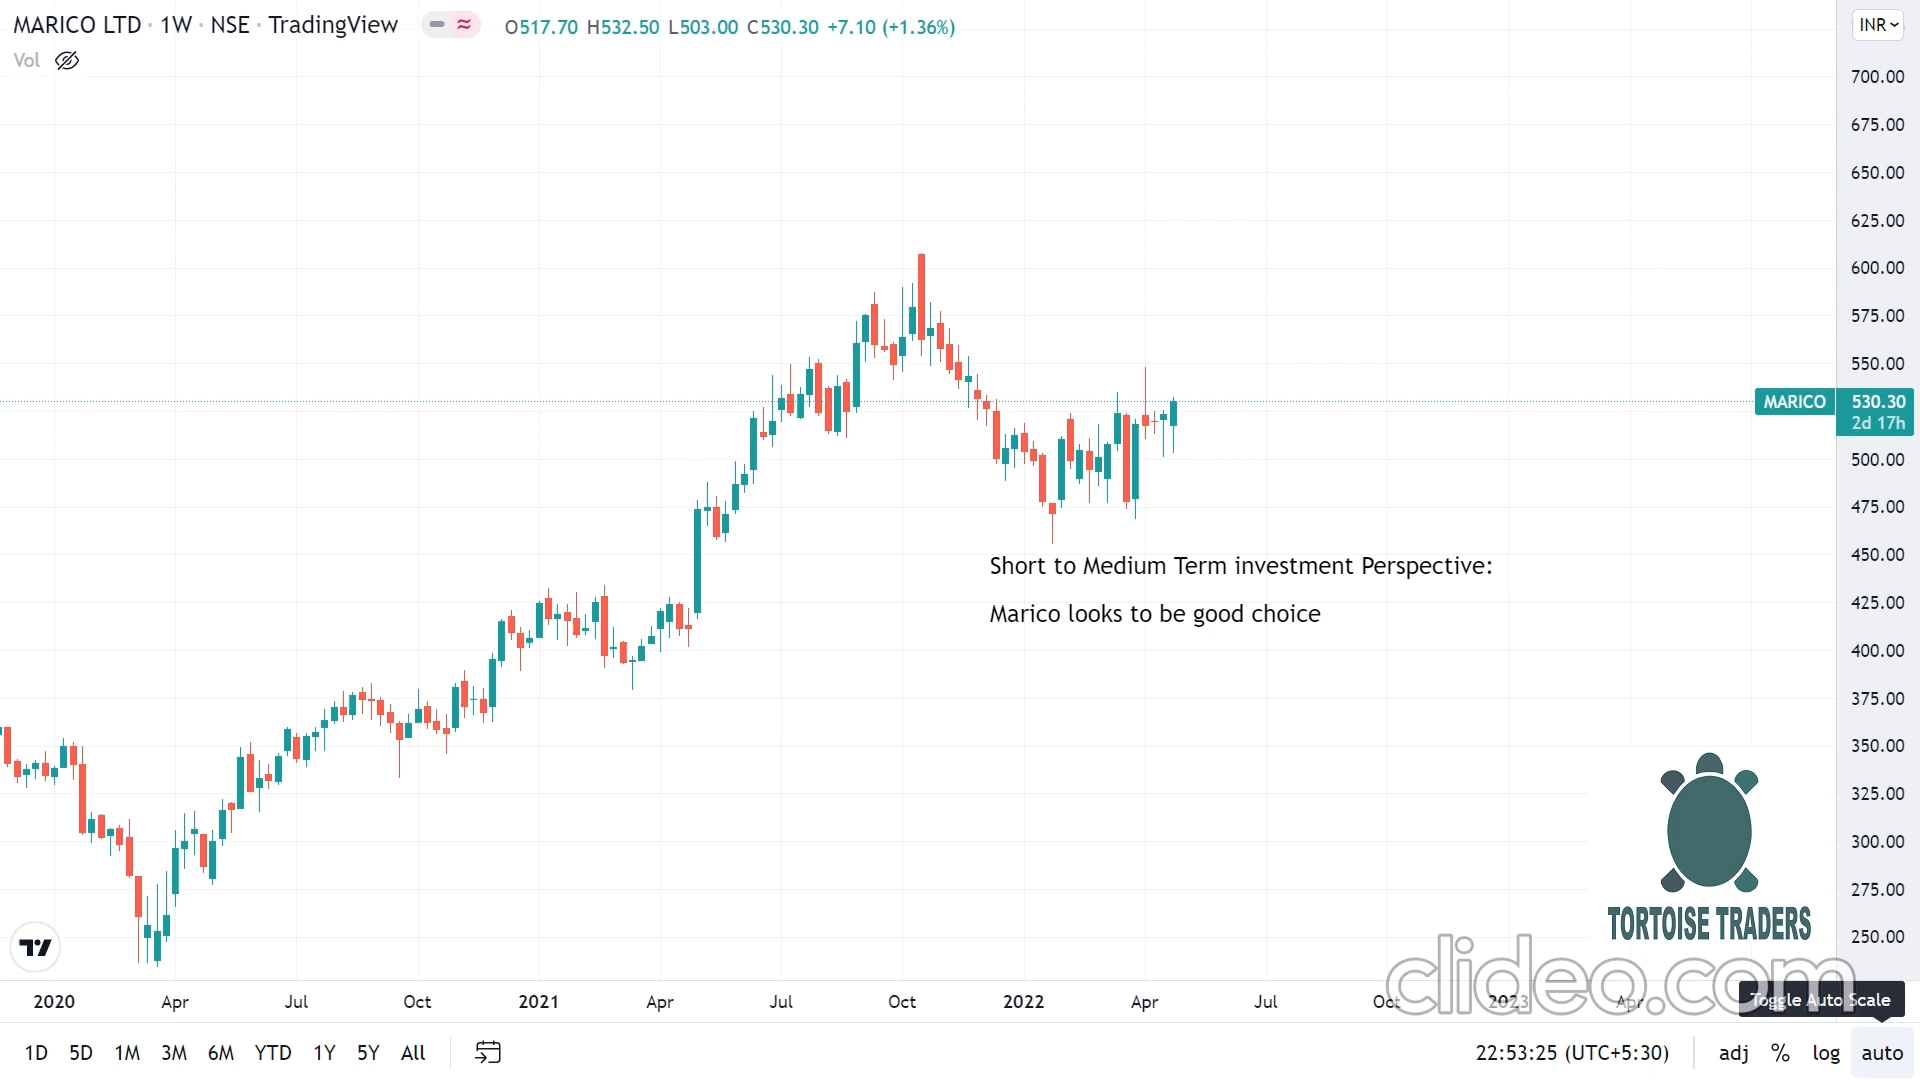 MARICO LTD · 1W · NSE · TradingView O517.70 H532.50 L503.00 C530.30 +7.10 (+1.36%)
INR
Vol
700.00
675.00
650.00
625.00
600.00
575.00
550.00
MARICO 530.30
2d 17h
500.00
475.00
450.00
Short to Medium Term investment Perspective:
425.00
Marico looks to be good choice
400.00
375.00
350.00
325.00
300.00
275.00
TORTOISE TRADERS
250.00
clideo.com
2020 Apr Jul Oct 2021 Apr Jul Oct 2022 Apr Jul Oct 2023 Apr
Toggle Auto Scale
1D 5D 1M 3M 6M YTD 1Y 5Y All 22:53:25 (UTC+5:30) adj % log auto